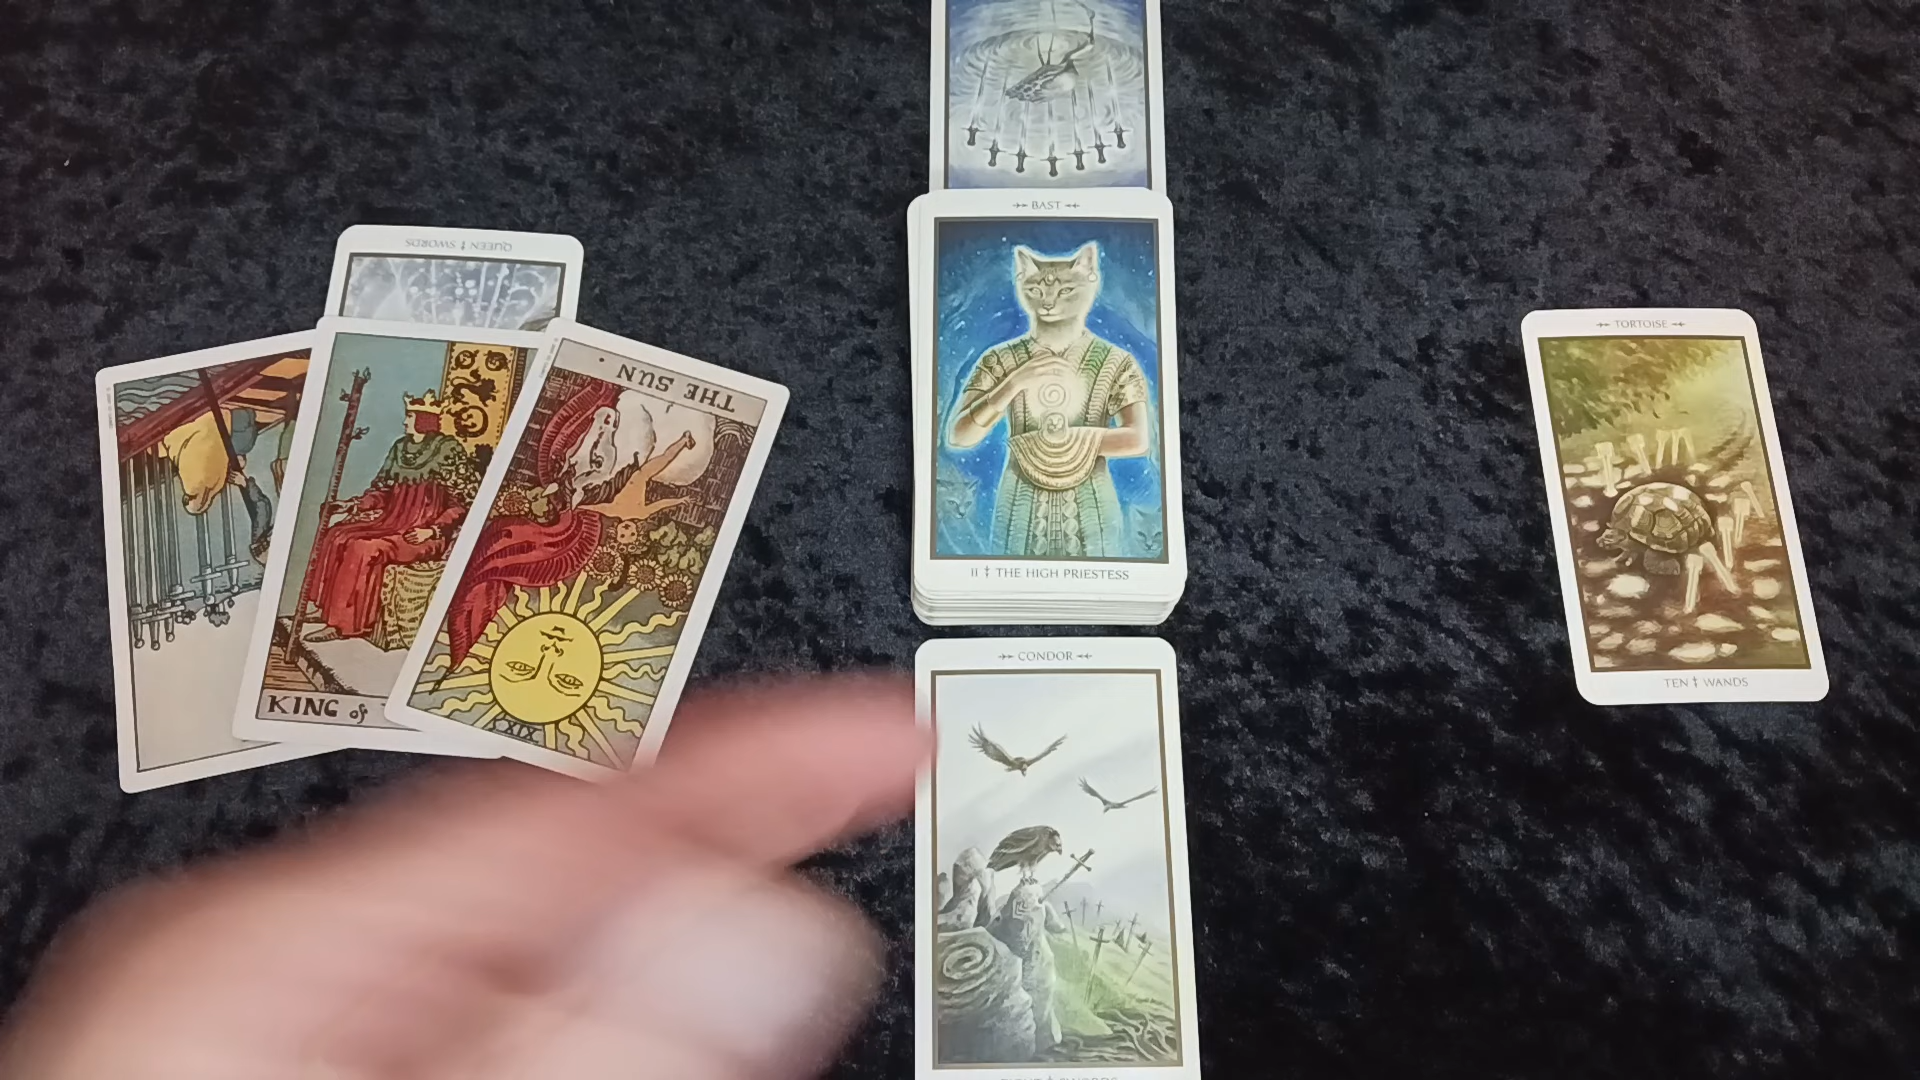 QUEEN ‡ SWORDS
KING of
THE SUN .
XIX
BAST
II ‡ THE HIGH PRIESTESS
CONDOR
TORTOISE
TEN ‡ WANDS